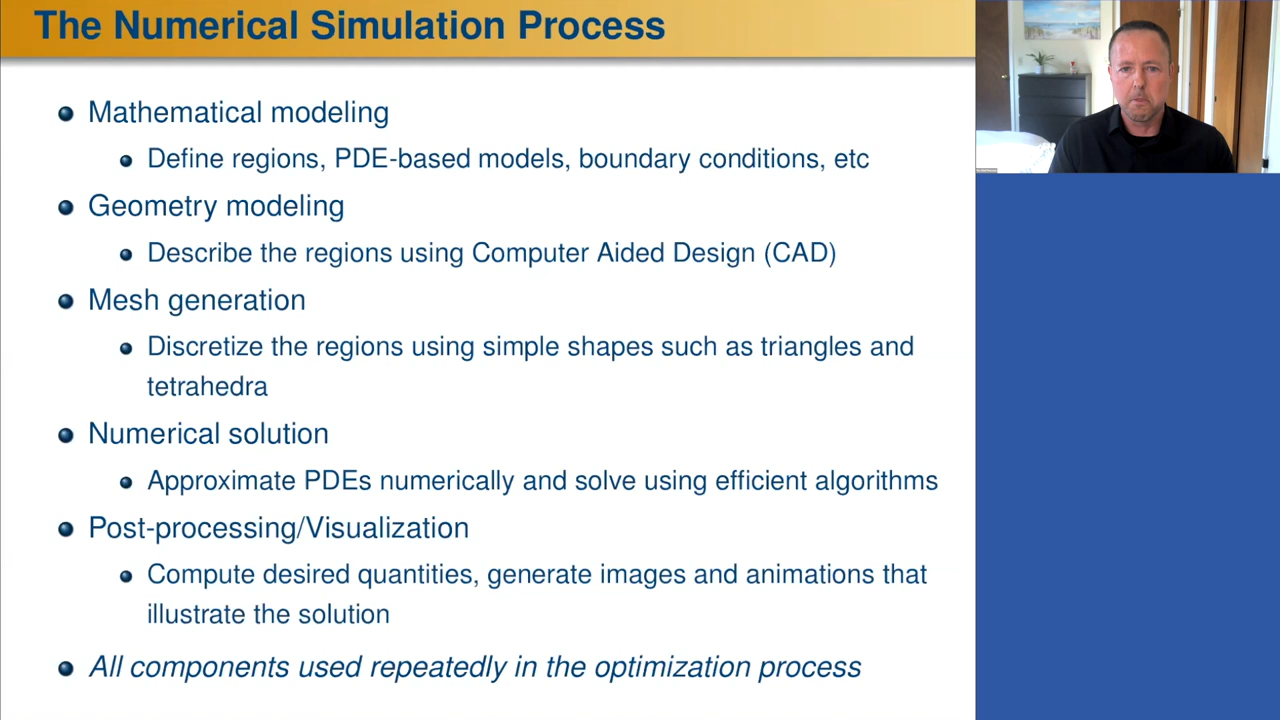 The Numerical Simulation Process
Mathematical modeling
Define regions, PDE-based models, boundary conditions, etc
Geometry modeling
Describe the regions using Computer Aided Design (CAD)
Mesh generation
Discretize the regions using simple shapes such as triangles and
tetrahedra
Numerical solution
Approximate PDEs numerically and solve using efficient algorithms
Post-processing/Visualization
Compute desired quantities, generate images and animations that
illustrate the solution
All components used repeatedly in the optimization process